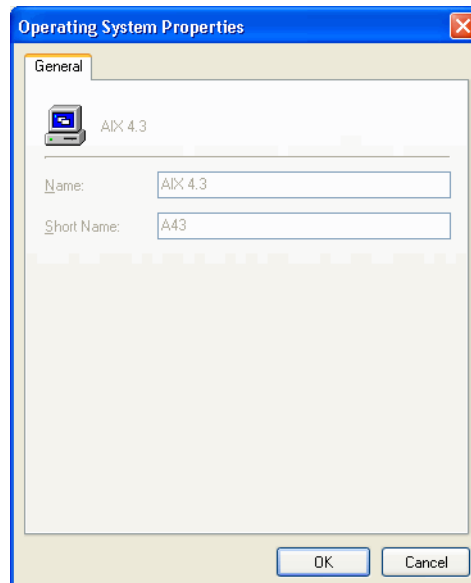 Operating System Properties
General
AIX 4.3
Name: AIX 4.3
Short Name: A43
OK Cancel